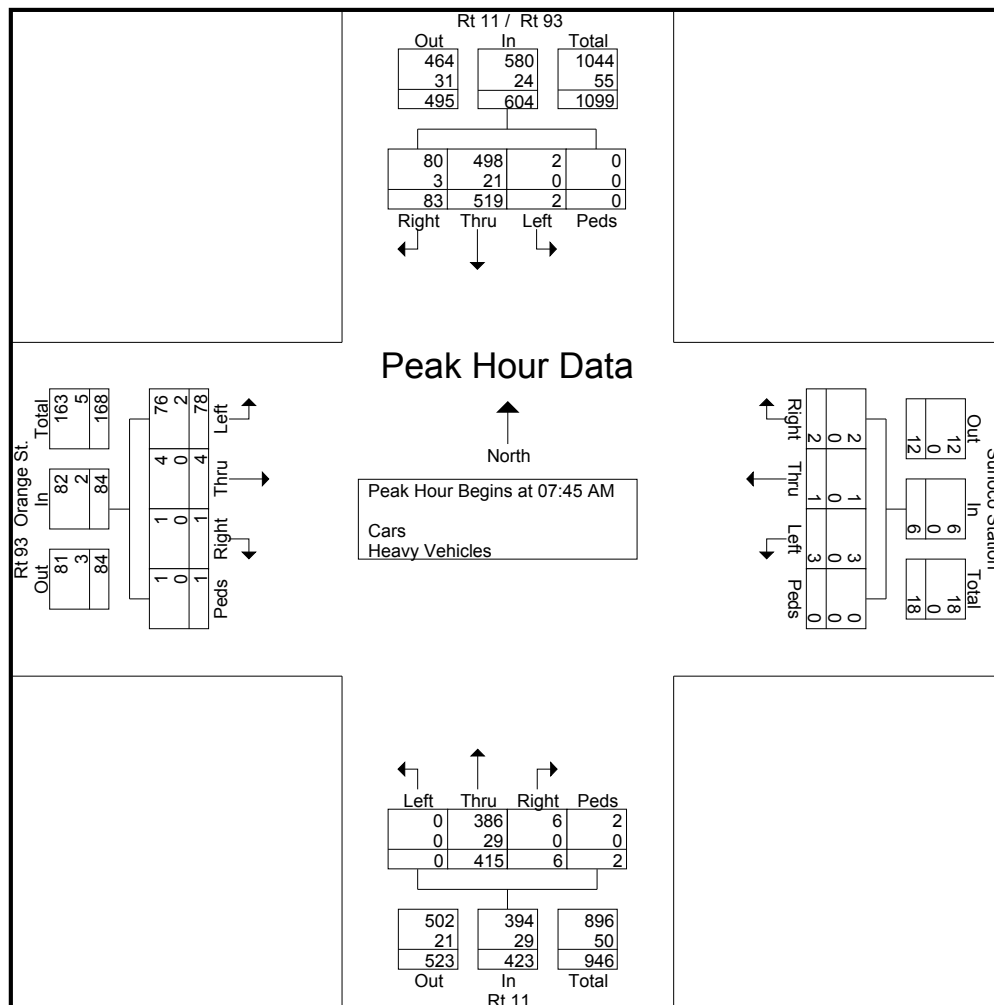 Rt 11 / Rt 93
Out In Total
464 580 1044
31 24 55
495 604 1099
80 498 2 0
3 21 0 0
83 519 2 0
Right Thru Left Peds
Peak Hour Data
North
Peak Hour Begins at 07:45 AM
Cars
Heavy Vehicles
Rt 93 Orange St.
Out In Total
81 82 163
3 2 5
84 84 168
76 4 1 1
2 0 0 0
78 4 1 1
Left Thru Right Peds
Right Thru Left Peds
2 1 3 0
0 0 0 0
2 1 3 0
12 6 18
0 0 0
12 6 18
Out In Total
Station
Left Thru Right Peds
0 386 6 2
0 29 0 0
0 415 6 2
502 394 896
21 29 50
523 423 946
Out In Total
Rt 11